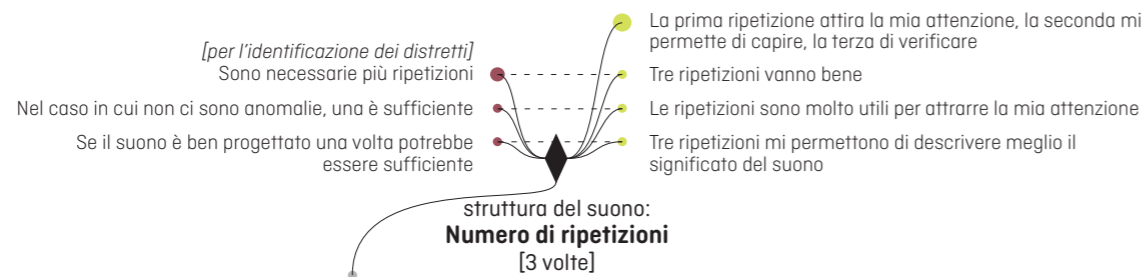 [per l'identificazione dei distretti]
Sono necessarie più ripetizioni
Nel caso in cui non ci sono anomalie, una è sufficiente
Se il suono è ben progettato una volta potrebbe
essere sufficiente
La prima ripetizione attira la mia attenzione, la seconda mi
permette di capire, la terza di verificare
Tre ripetizioni vanno bene
Le ripetizioni sono molto utili per attrarre la mia attenzione
Tre ripetizioni mi permettono di descrivere meglio il
significato del suono
struttura del suono:
Numero di ripetizioni
[3 volte]